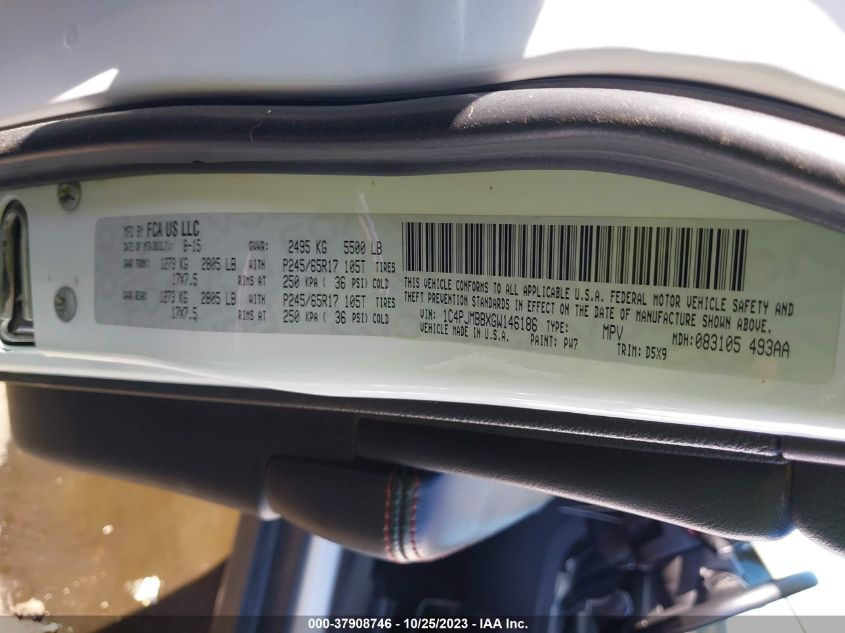 MFD BY FCA US LLC
DATE OF MFR(BUILT): 8-15 GVWR: 2495 KG 5500 LB
GAWR FRONT: 1273 KG 2805 LB WITH P245/65R17 105T TIRES
17X7.5 RIMS AT 250 KPA ( 36 PSI) COLD
GAWR REAR: 1273 KG 2805 LB WITH P245/65R17 105T TIRES
17X7.5 RIMS AT 250 KPA ( 36 PSI) COLD
THIS VEHICLE CONFORMS TO ALL APPLICABLE U.S.A. FEDERAL MOTOR VEHICLE SAFETY AND
THEFT PREVENTION STANDARDS IN EFFECT ON THE DATE OF MANUFACTURE SHOWN ABOVE.
VIN: 1C4PJMBBXGW146186 TYPE: MPV MDH: 083105 493AA
VEHICLE MADE IN U.S.A. PAINT: PW7 TRIM: D5X9
000-37908746 - 10/25/2023 - IAA Inc.